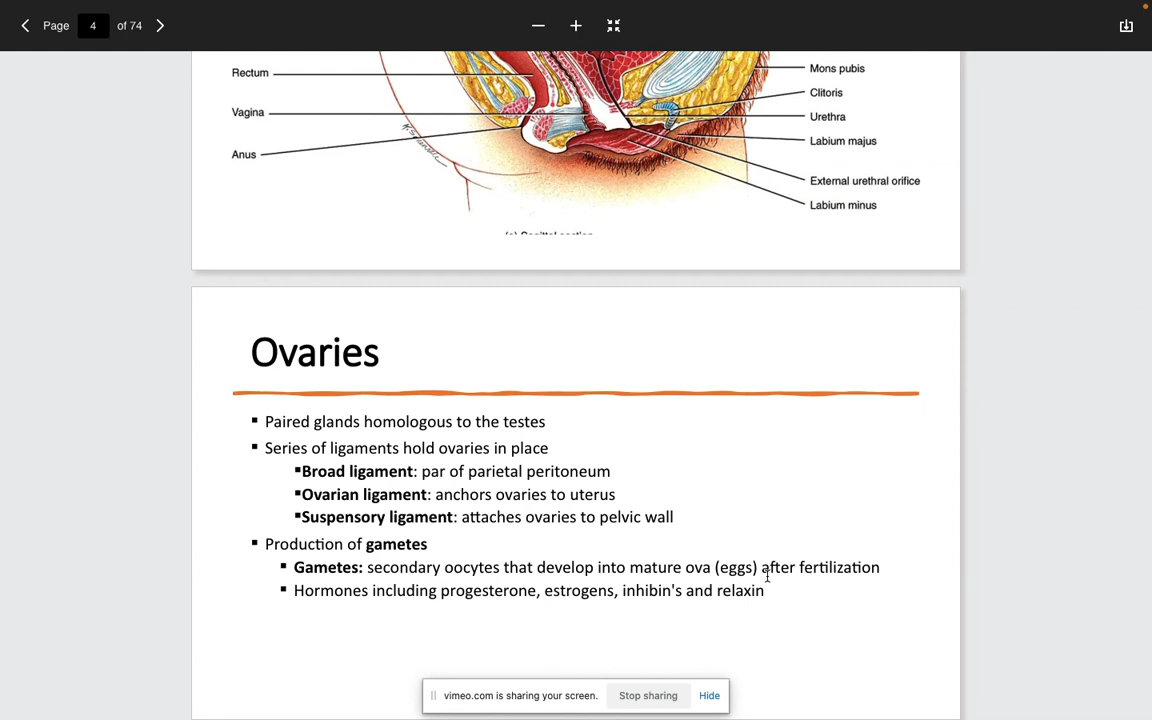 Page 4 of 74
Rectum
Vagina
Anus
Mons pubis
Clitoris
Urethra
Labium majus
External urethral orifice
Labium minus
Ovaries
▪ Paired glands homologous to the testes
▪ Series of ligaments hold ovaries in place
▪Broad ligament: par of parietal peritoneum
▪Ovarian ligament: anchors ovaries to uterus
▪Suspensory ligament: attaches ovaries to pelvic wall
▪ Production of gametes
▪ Gametes: secondary oocytes that develop into mature ova (eggs) after fertilization
▪ Hormones including progesterone, estrogens, inhibin's and relaxin
vimeo.com is sharing your screen. Stop sharing Hide